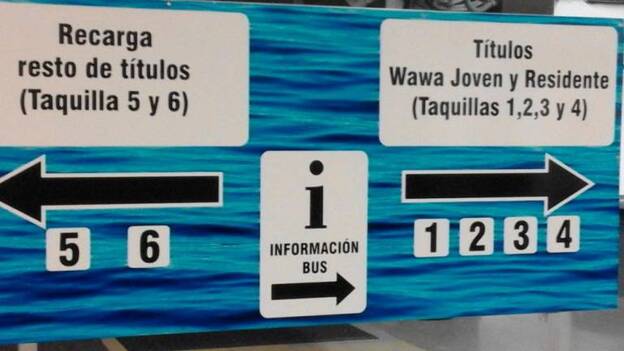 Recarga
resto de títulos
(Taquilla 5 y 6)
Títulos
Wawa Joven y Residente
(Taquillas 1,2,3 y 4)
i
INFORMACIÓN
BUS
5 6
1 2 3 4